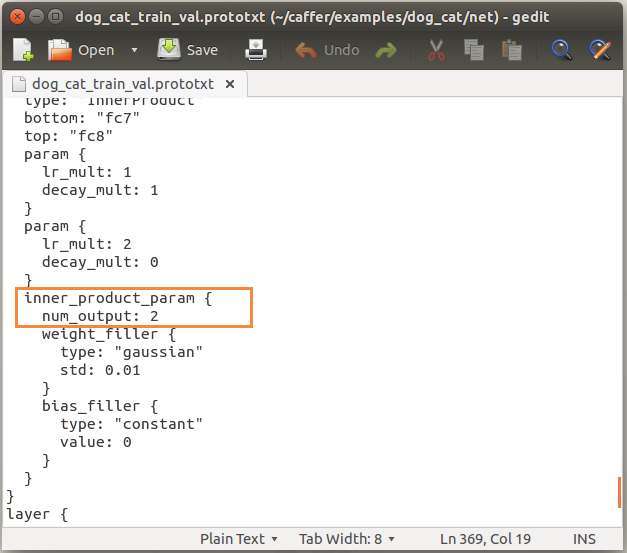 dog_cat_train_val.prototxt (~/caffer/examples/dog_cat/net) - gedit
Open Save Undo
dog_cat_train_val.prototxt
type: "InnerProduct"
bottom: "fc7"
top: "fc8"
param {
lr_mult: 1
decay_mult: 1
}
param {
lr_mult: 2
decay_mult: 0
}
inner_product_param {
num_output: 2
weight_filler {
type: "gaussian"
std: 0.01
}
bias_filler {
type: "constant"
value: 0
}
}
}
layer {
Plain Text Tab Width: 8 Ln 369, Col 19 INS